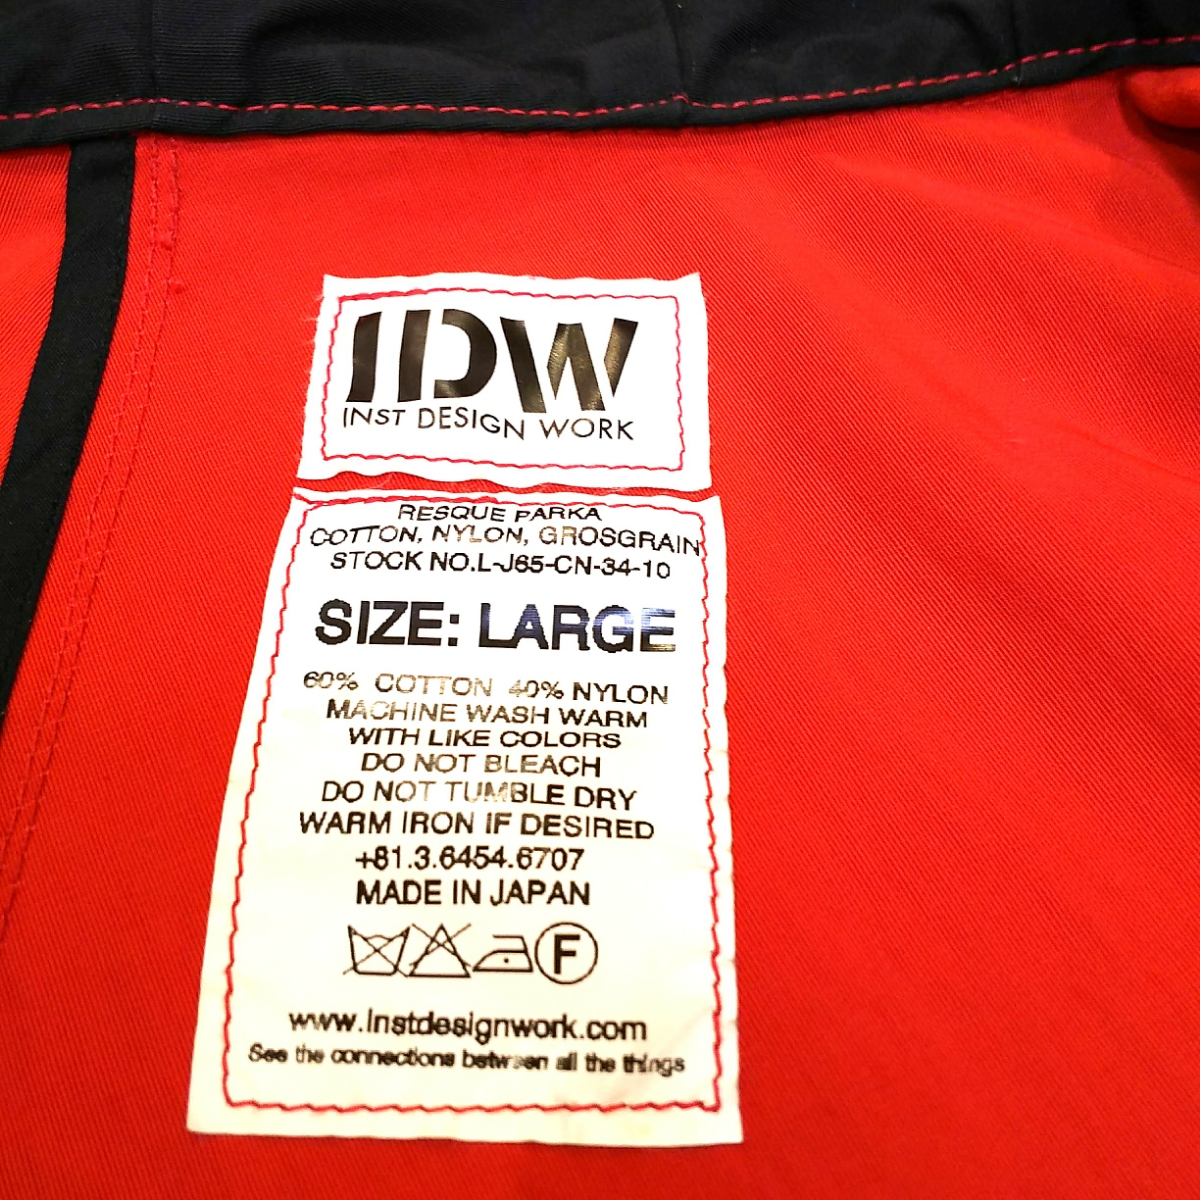 IDW
INST DESIGN WORK
RESQUE PARKA
COTTON, NYLON, GROSGRAIN
STOCK NO.L-J65-CN-34-10
SIZE: LARGE
60% COTTON 40% NYLON
MACHINE WASH WARM
WITH LIKE COLORS
DO NOT BLEACH
DO NOT TUMBLE DRY
WARM IRON IF DESIRED
+81.3.6454.6707
MADE IN JAPAN
F
www.instdesignwork.com
See the connections between all the things